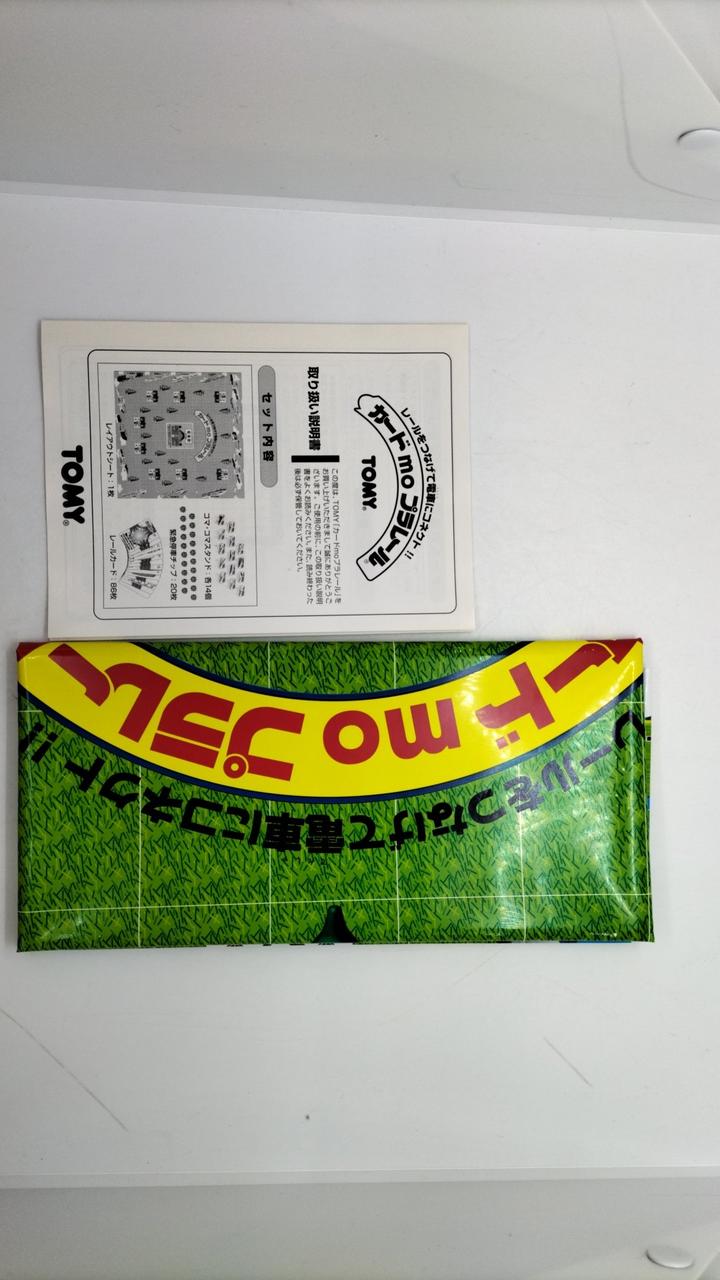 レールをつなげて電車にコネクト!!
カード mo プラレール®
TOMY®
取り扱い説明書
この度は、TOMY「カードmoプラレール」を
お買い上げいただきまして誠にありがとうご
ざいます。ご使用の前に、この取り扱い説明
書をよくお読みください。また、読み終わった
後は必ず保管しておいてください。
セット内容
コマ・コマスタンド：各14個
緊急停車チップ：20枚
レイアウトシート：1枚
レールカード：86枚
TOMY®
ード mo プラレー
レールをつなげて電車にコネクト!!